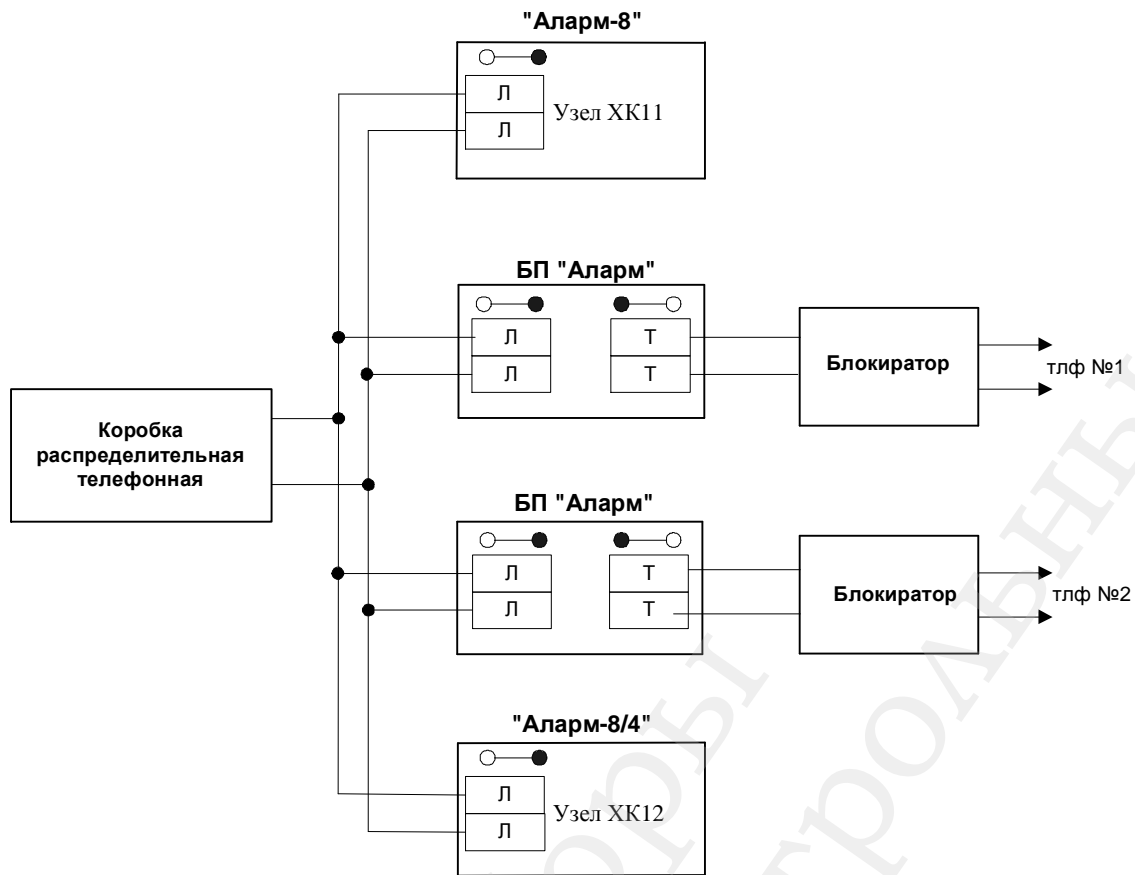 "Аларм-8"
Л
Узел ХК11
Л
БП "Аларм"
Л
Т
Л
Т
Блокиратор
тлф №1
Коробка
распределительная
телефонная
БП "Аларм"
Л
Т
Л
Т
Блокиратор
тлф №2
"Аларм-8/4"
Л
Узел ХК12
Л